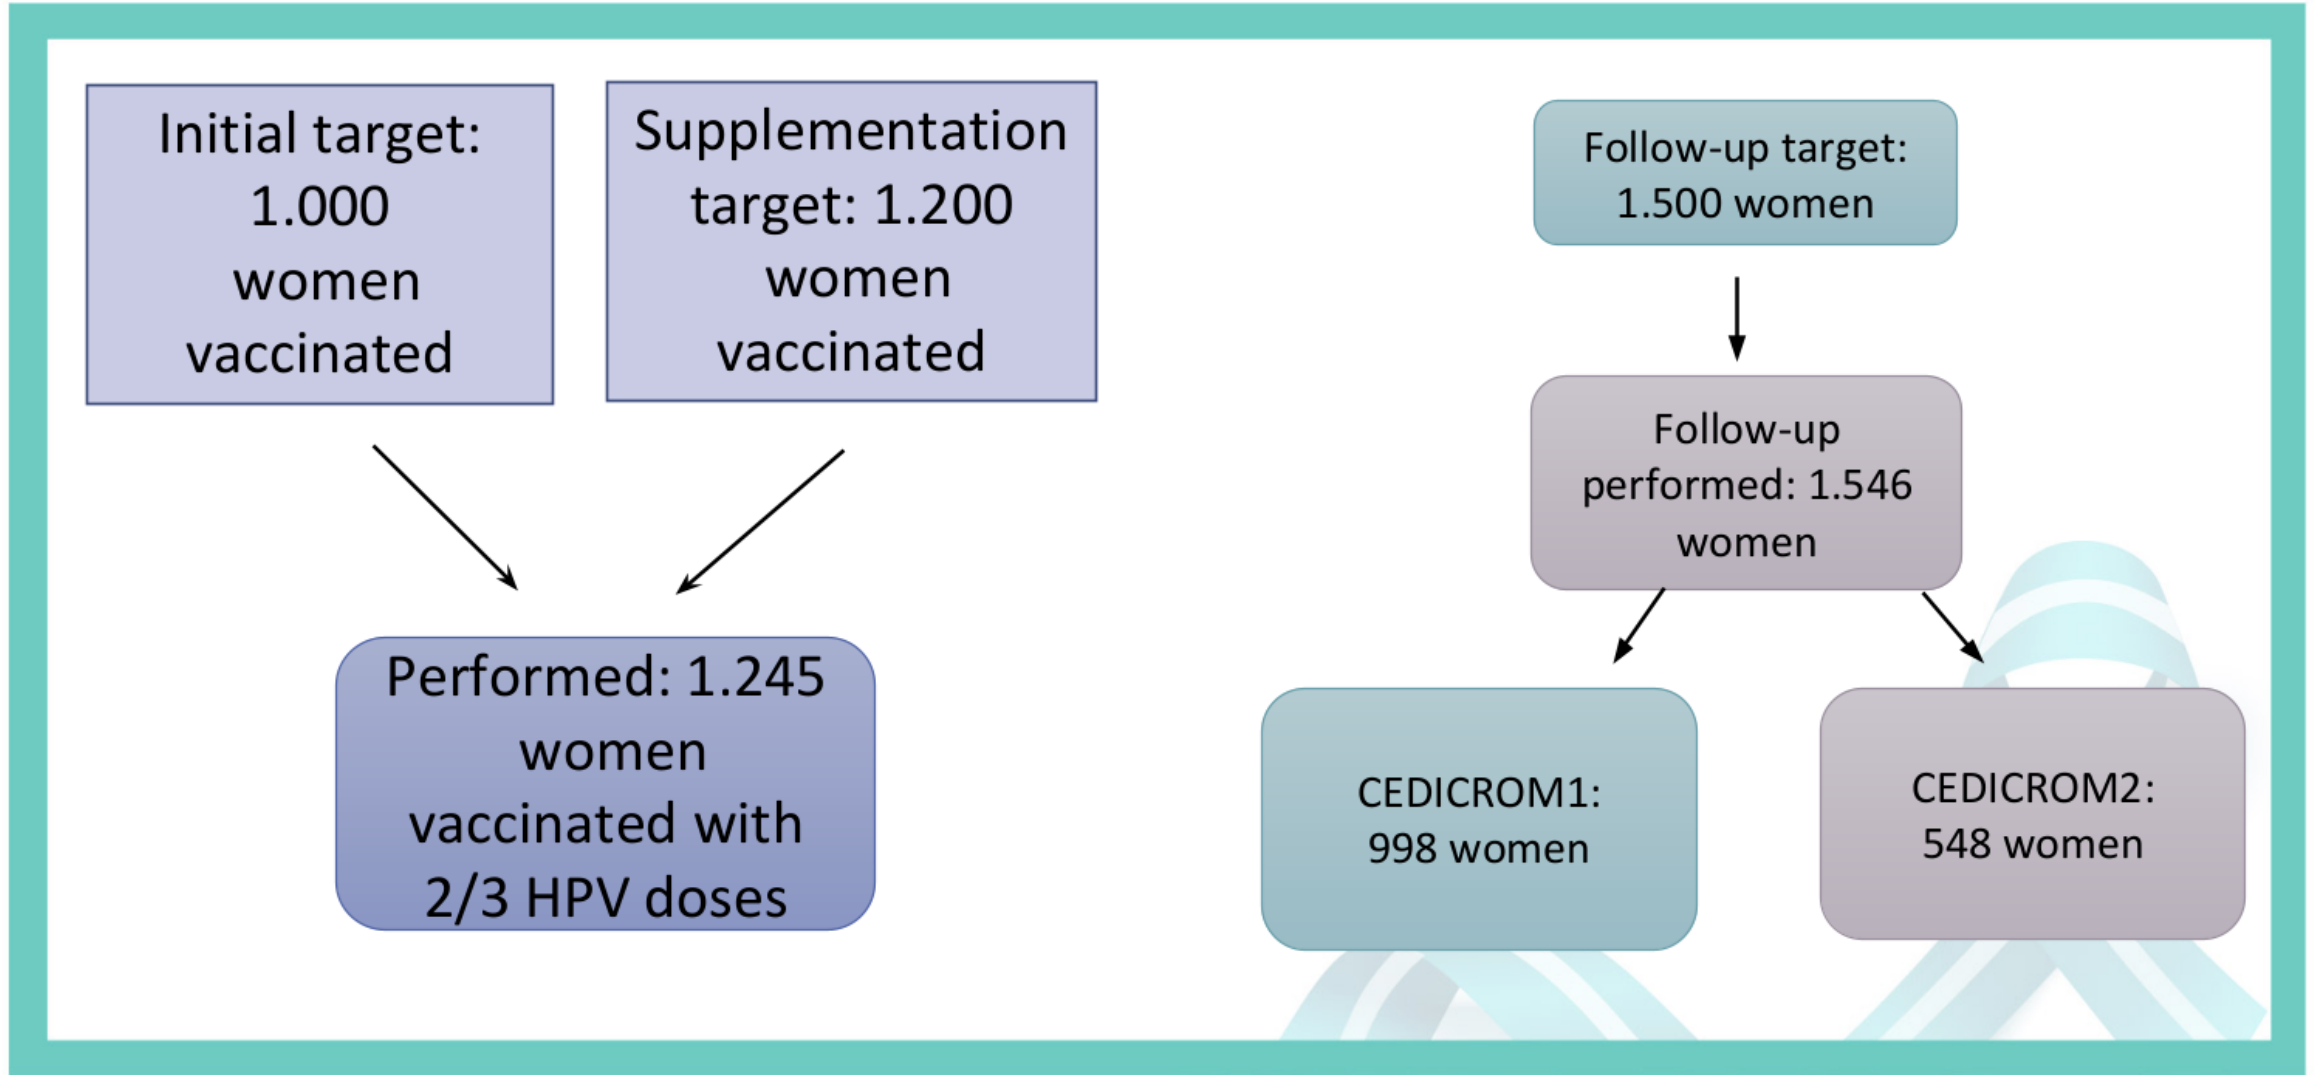 Initial target:
1.000
women
vaccinated
Supplementation
target: 1.200
women
vaccinated
Performed: 1.245
women
vaccinated with
2/3 HPV doses
Follow-up target:
1.500 women
Follow-up
performed: 1.546
women
CEDICROM1:
998 women
CEDICROM2:
548 women